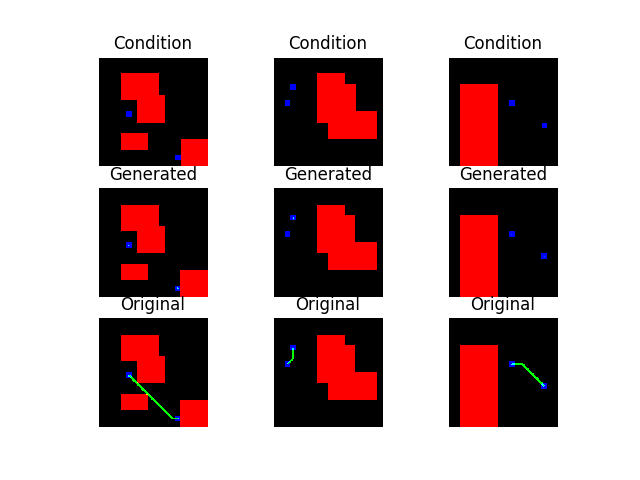 Condition Condition Condition
Generated Generated Generated
Original Original Original